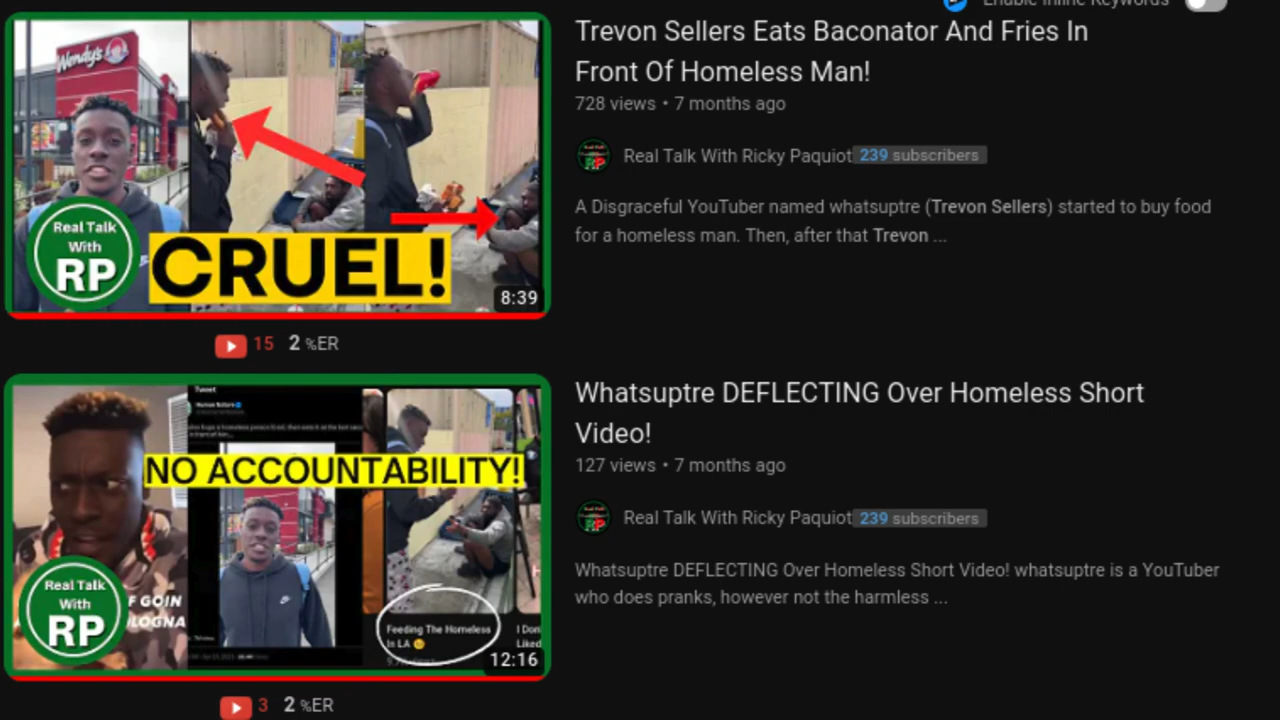 Enable Inline Keywords
Wendy's
Real Talk
With
RP
CRUEL!
8:39
15 2 %ER
Trevon Sellers Eats Baconator And Fries In
Front Of Homeless Man!
728 views • 7 months ago
Real Talk With Ricky Paquiot 239 subscribers
A Disgraceful YouTuber named whatsuptre (Trevon Sellers) started to buy food
for a homeless man. Then, after that Trevon ...
Tweet
NO ACCOUNTABILITY!
Real Talk
With
RP
F GOIN
OLOGNA
Feeding The Homeless
In LA
I Don
Liked
12:16
3 2 %ER
Whatsuptre DEFLECTING Over Homeless Short
Video!
127 views • 7 months ago
Real Talk With Ricky Paquiot 239 subscribers
Whatsuptre DEFLECTING Over Homeless Short Video! whatsuptre is a YouTuber
who does pranks, however not the harmless ...